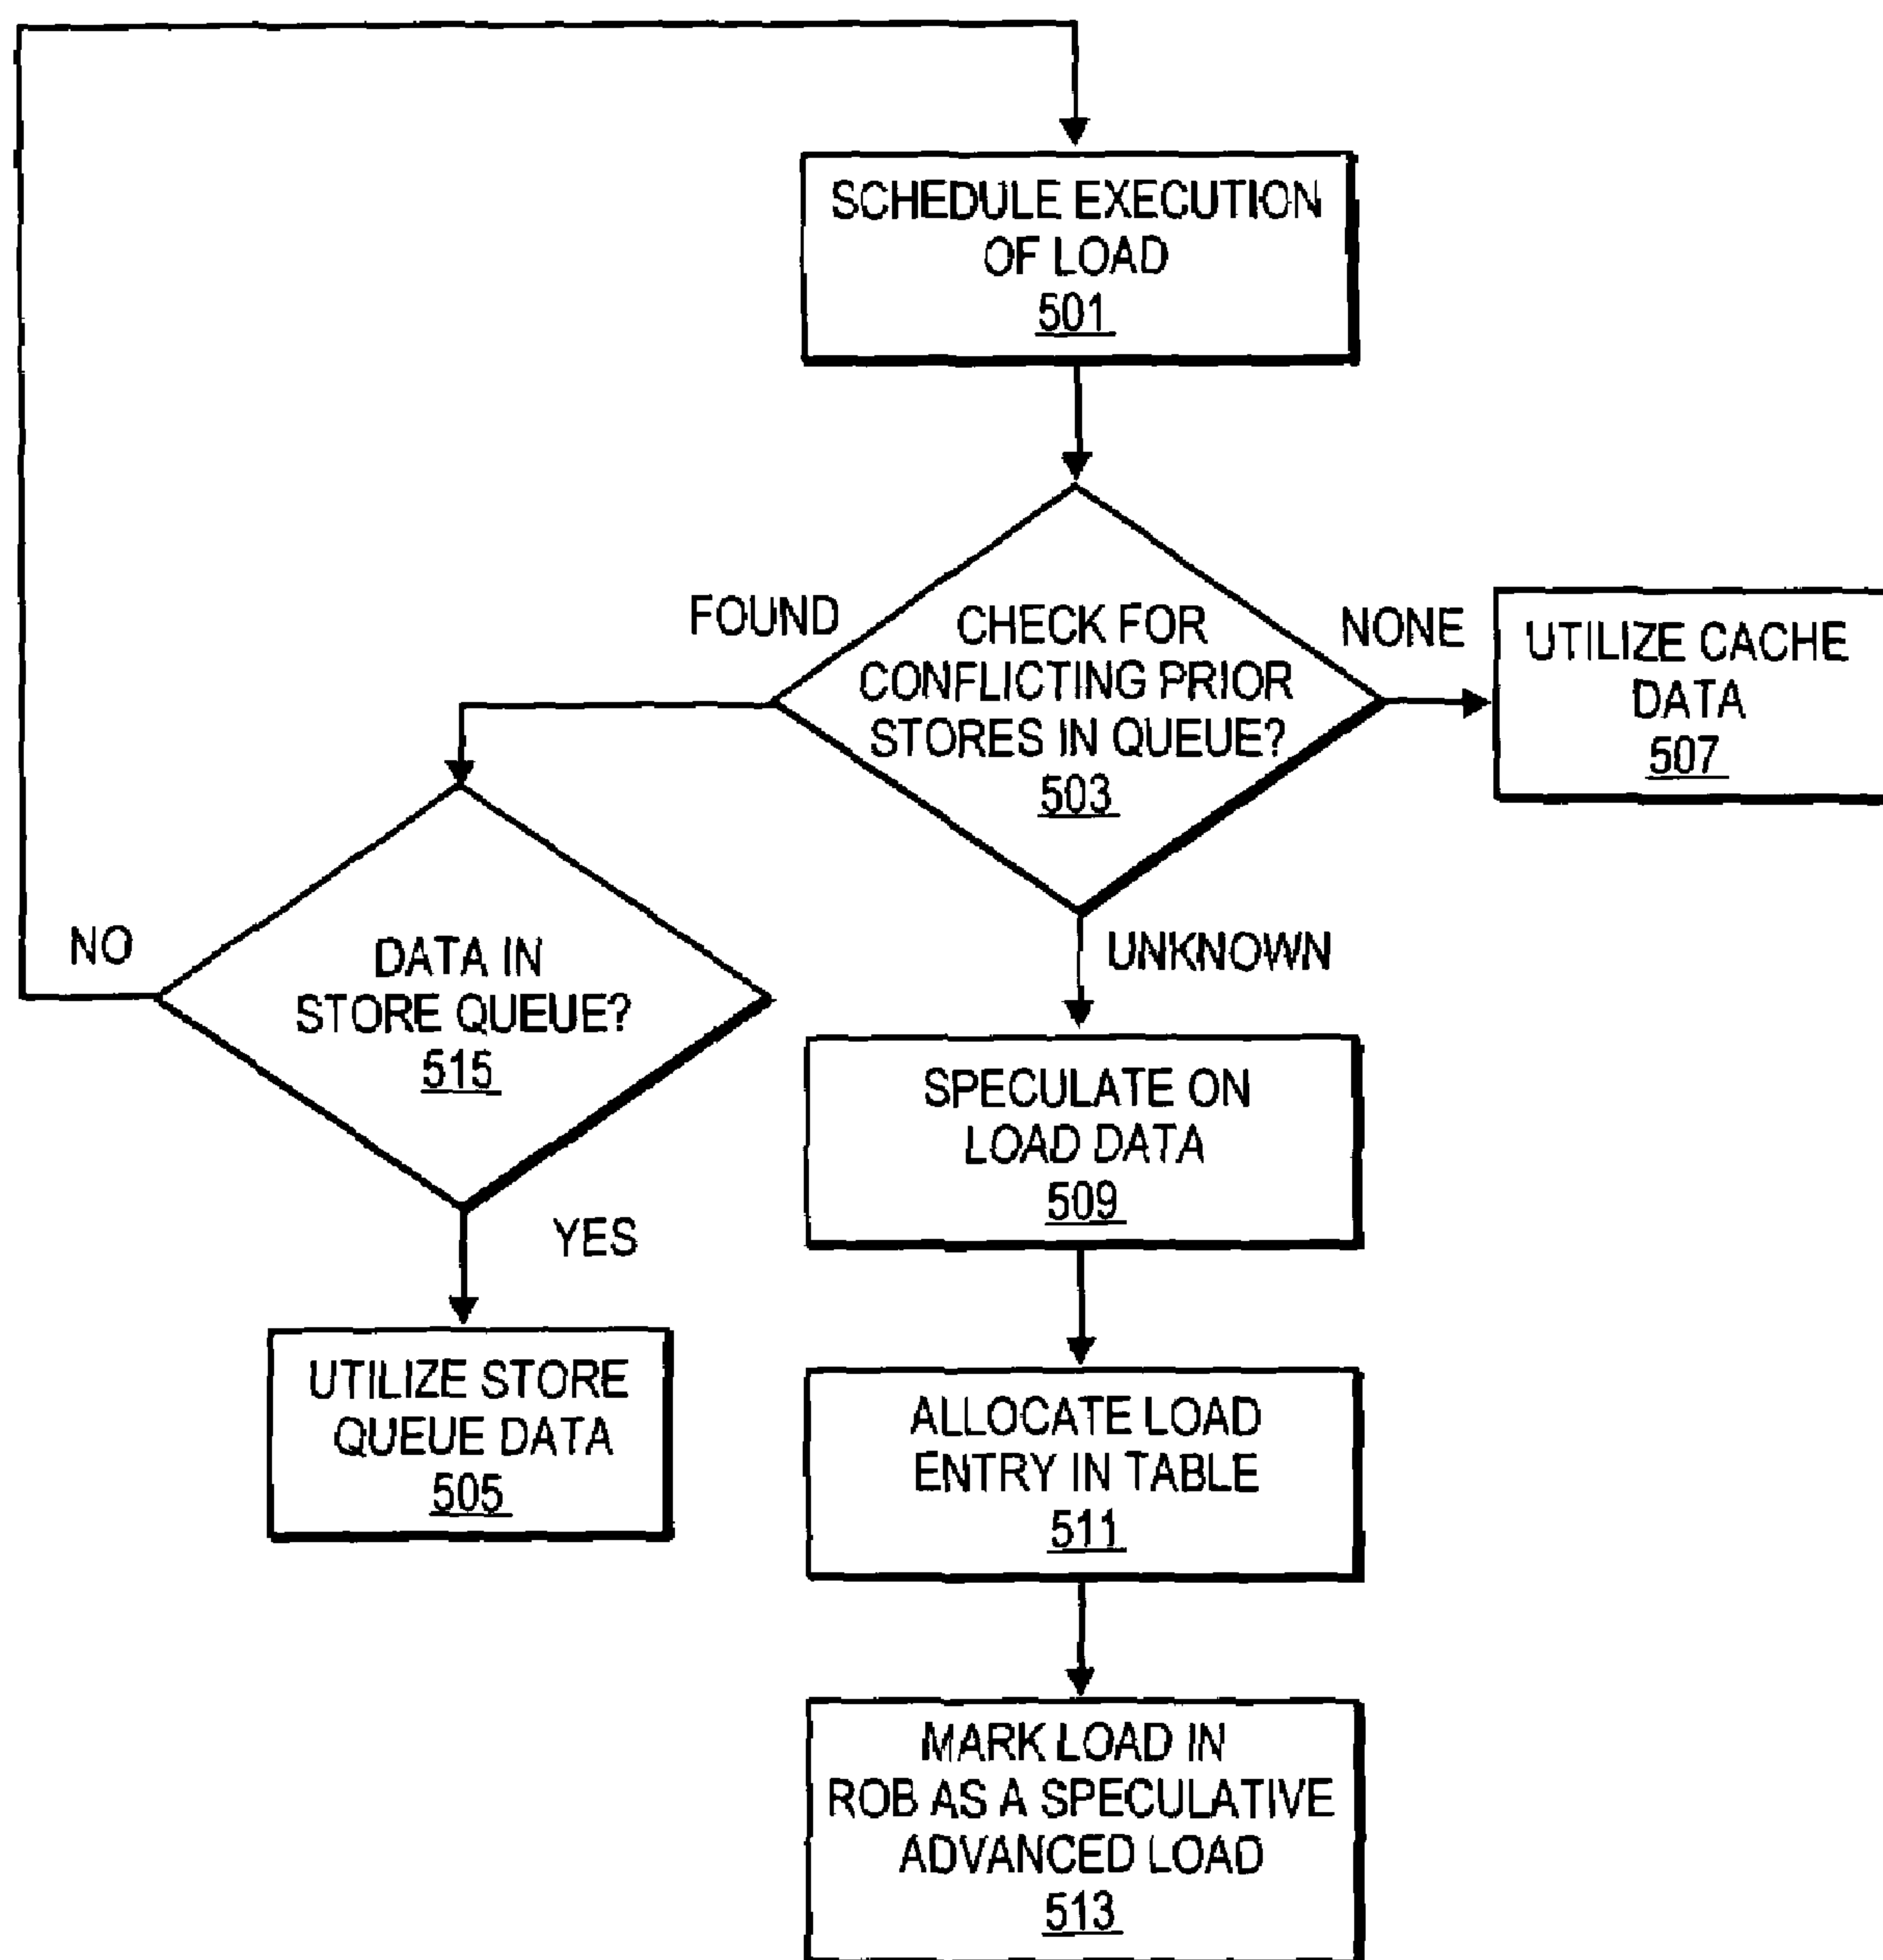 SCHEDULE EXECUTION
OF LOAD
501
FOUND
CHECK FOR
CONFLICTING PRIOR
STORES IN QUEUE?
503
NONE
UTILIZE CACHE
DATA
507
NO
DATA IN
STORE QUEUE?
515
UNKNOWN
SPECULATE ON
LOAD DATA
509
YES
UTILIZE STORE
QUEUE DATA
505
ALLOCATE LOAD
ENTRY IN TABLE
511
MARK LOAD IN
ROB AS A SPECULATIVE
ADVANCED LOAD
513